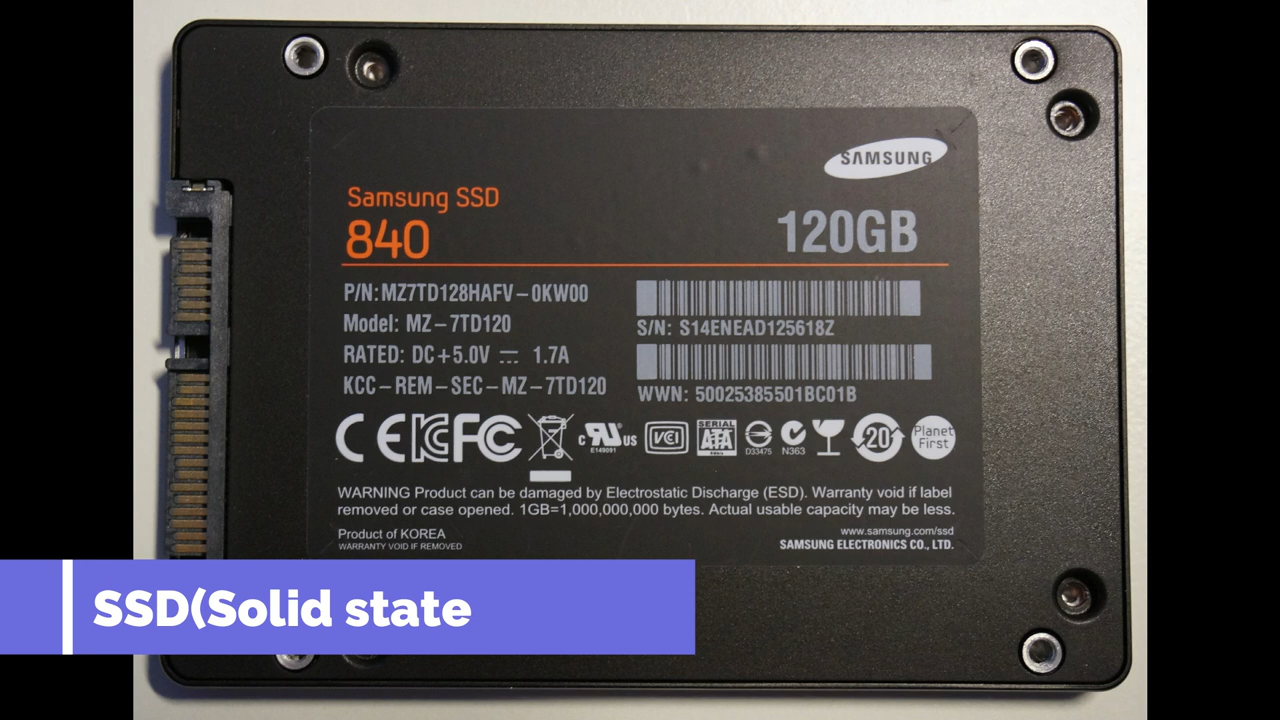 SAMSUNG
Samsung SSD
840
120GB
P/N:MZ7TD128HAFV-0KW00
Model: MZ-7TD120
RATED: DC+5.0V ⎓ 1.7A
KCC-REM-SEC-MZ-7TD120
S/N: S14ENEAD125618Z
WWN: 50025385501BC01B
CE KC FC c RU US E149091 VCI SERIAL ATA D33475 N363 20 Planet First
WARNING Product can be damaged by Electrostatic Discharge (ESD). Warranty void if label
removed or case opened. 1GB=1,000,000,000 bytes. Actual usable capacity may be less.
Product of KOREA
WARRANTY VOID IF REMOVED
www.samsung.com/ssd
SAMSUNG ELECTRONICS CO., LTD.
SSD(Solid state